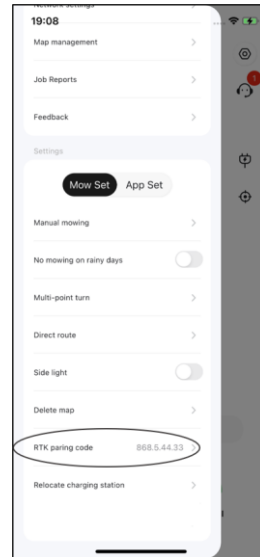 19:08
Map management
Job Reports
Feedback
Settings
Mow Set App Set
Manual mowing
No mowing on rainy days
Multi-point turn
Direct route
Side light
Delete map
RTK paring code 868.5.44.33
Relocate charging station